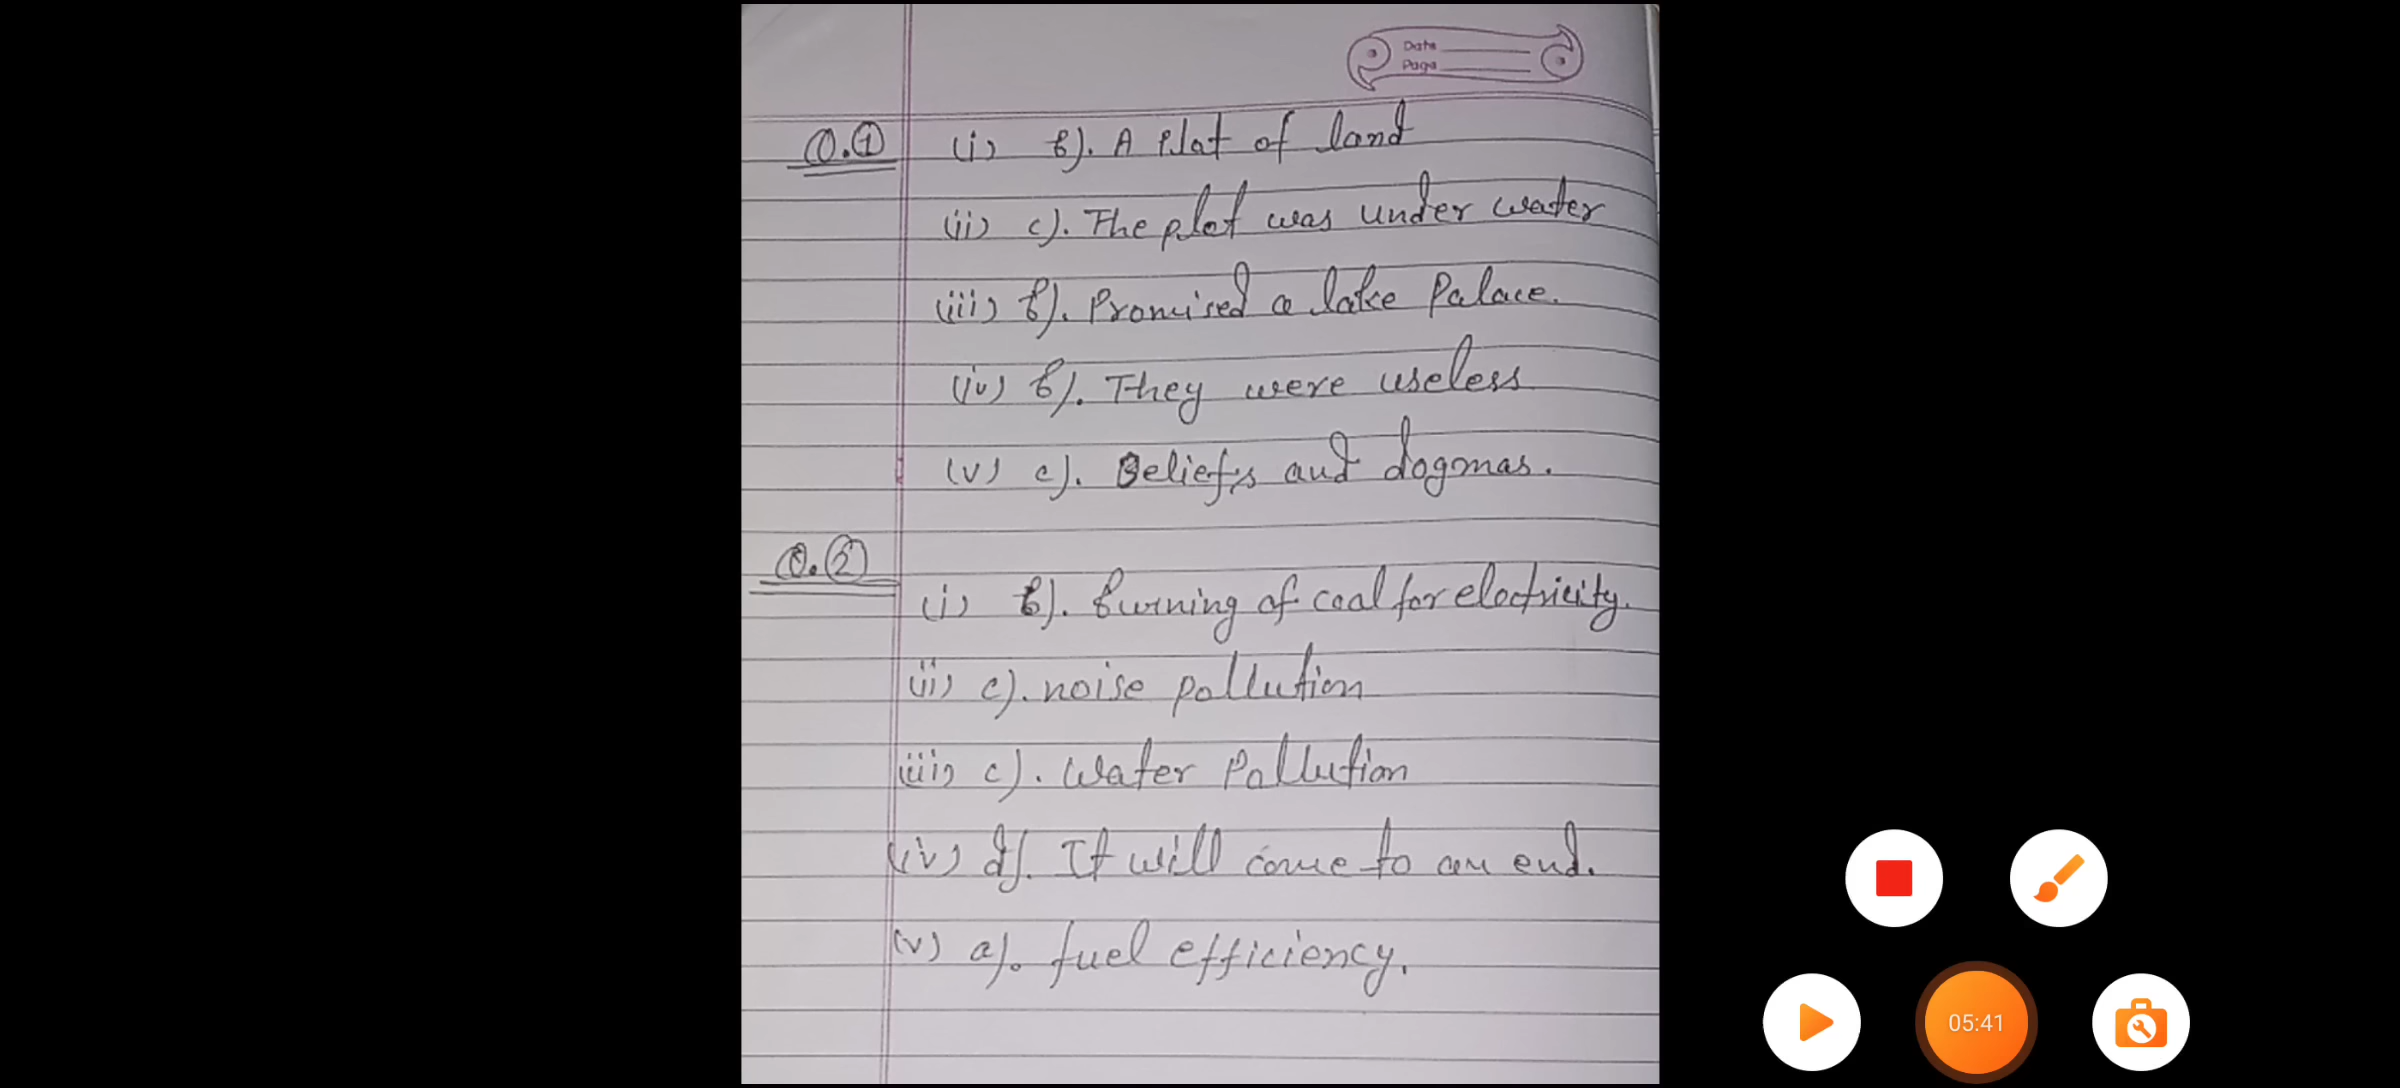 Date
Page
Q.1 (i) b). A Plat of land
(ii) c). The plot was under water
(iii) b). Promised a lake Palace.
(iv) b). They were useless
(v) c). Beliefs and dogmas.
Q.2
(i) b). burning of coal for electricity.
(ii) c). noise pollution
(iii) c). Water Pollution
(iv) d). It will come to an end.
(v) a). fuel efficiency.
05:41